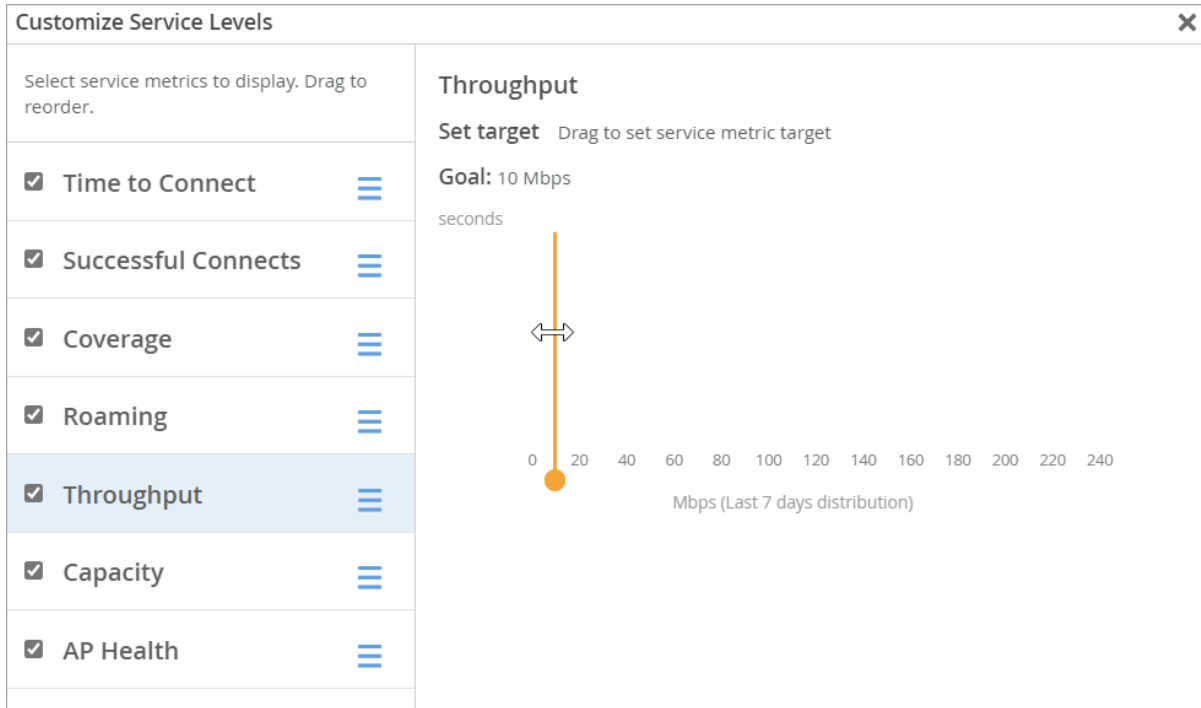 Customize Service Levels
Select service metrics to display. Drag to
reorder.
Time to Connect
Successful Connects
Coverage
Roaming
Throughput
Capacity
AP Health
Throughput
Set target Drag to set service metric target
Goal: 10 Mbps
seconds
0 20 40 60 80 100 120 140 160 180 200 220 240
Mbps (Last 7 days distribution)